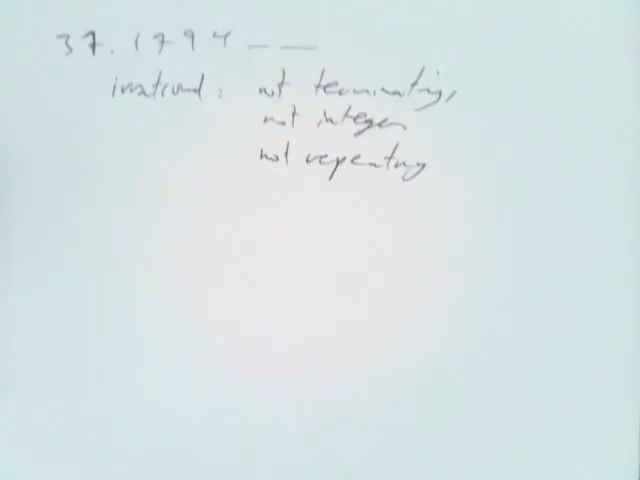 37.1794 _ _
irrational: not terminating,
not integer
not repeating